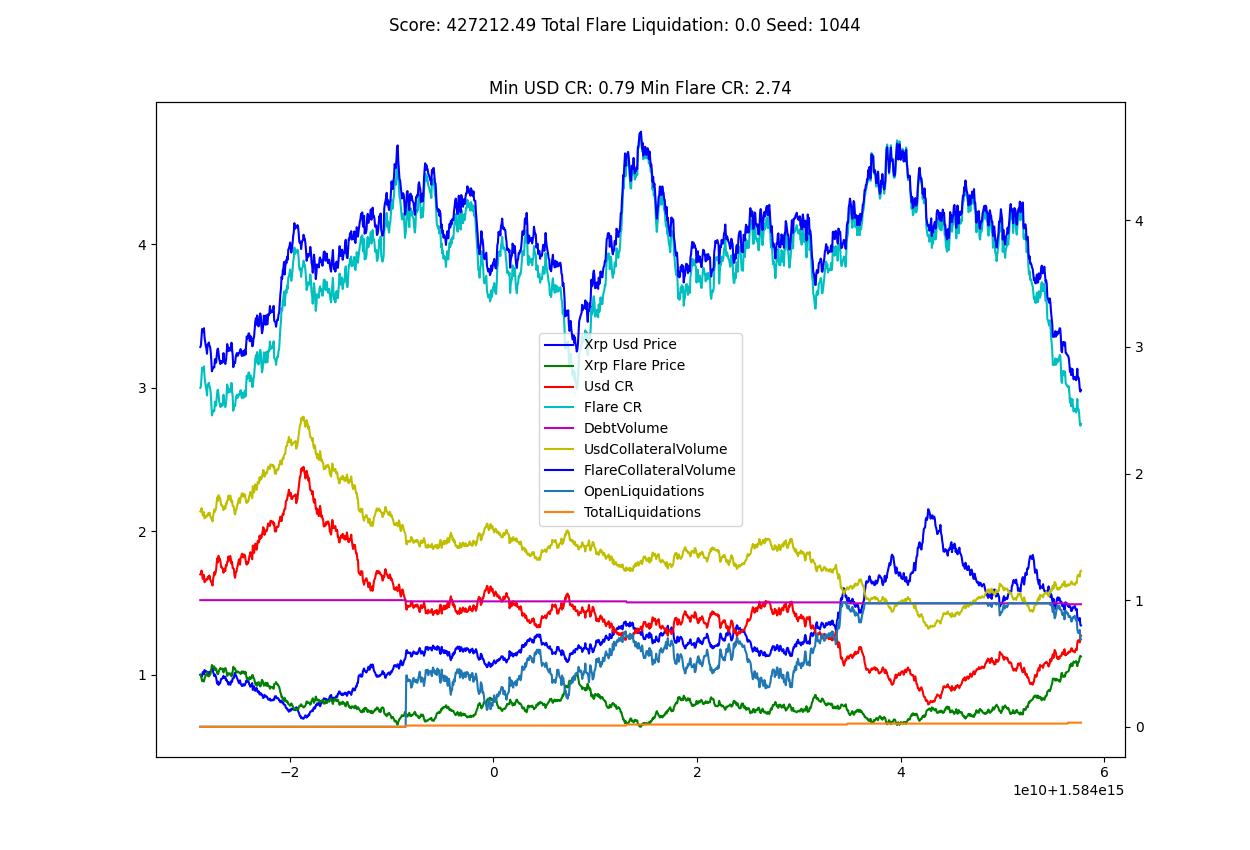 Score: 427212.49 Total Flare Liquidation: 0.0 Seed: 1044
Min USD CR: 0.79 Min Flare CR: 2.74
4
3
2
1
4
3
2
1
0
Xrp Usd Price
Xrp Flare Price
Usd CR
Flare CR
DebtVolume
UsdCollateralVolume
FlareCollateralVolume
OpenLiquidations
TotalLiquidations
−2 0 2 4 6
1e10+1.584e15